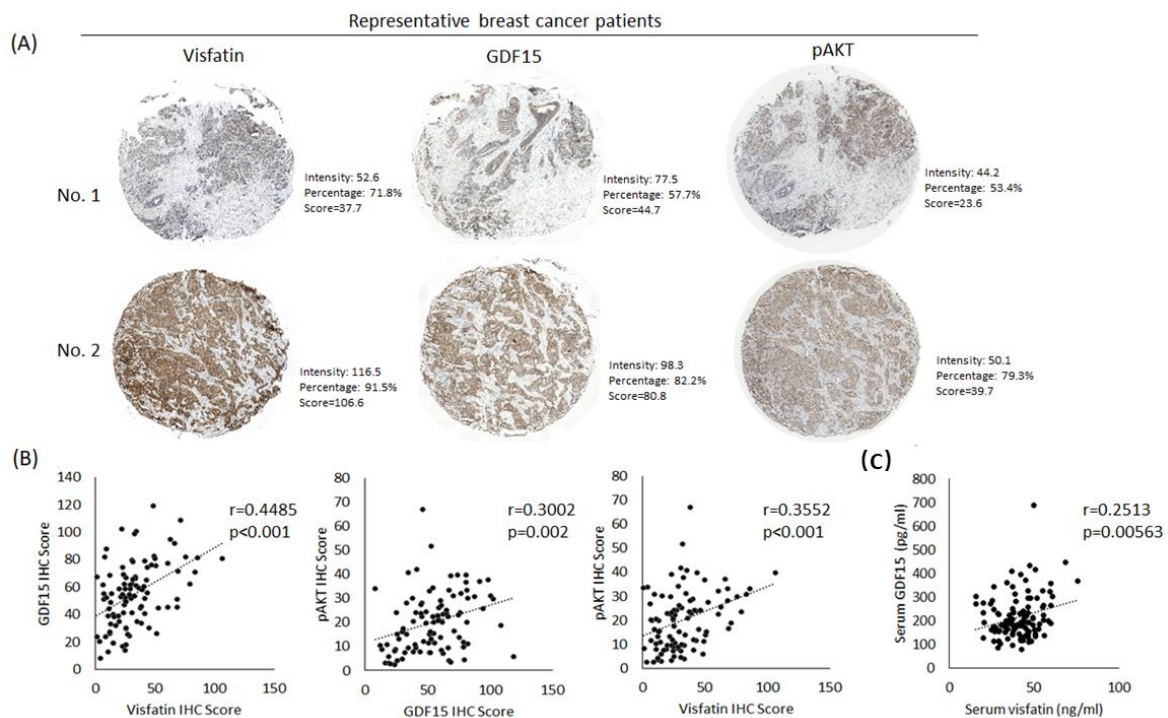 Representative breast cancer patients
(A)
Visfatin
GDF15
pAKT
No. 1
Intensity: 52.6
Percentage: 71.8%
Score=37.7
Intensity: 77.5
Percentage: 57.7%
Score=44.7
Intensity: 44.2
Percentage: 53.4%
Score=23.6
No. 2
Intensity: 116.5
Percentage: 91.5%
Score=106.6
Intensity: 98.3
Percentage: 82.2%
Score=80.8
Intensity: 50.1
Percentage: 79.3%
Score=39.7
(B)
GDF15 IHC Score
140
120
100
80
60
40
20
0
0
50
100
150
Visfatin IHC Score
r=0.4485
p<0.001
pAKT IHC Score
80
70
60
50
40
30
20
10
0
0
50
100
150
GDF15 IHC Score
r=0.3002
p=0.002
pAKT IHC Score
80
70
60
50
40
30
20
10
0
0
50
100
150
Visfatin IHC Score
r=0.3552
p<0.001
(C)
Serum GDF15 (pg/ml)
800
700
600
500
400
300
200
100
0
0
50
100
Serum visfatin (ng/ml)
r=0.2513
p=0.00563